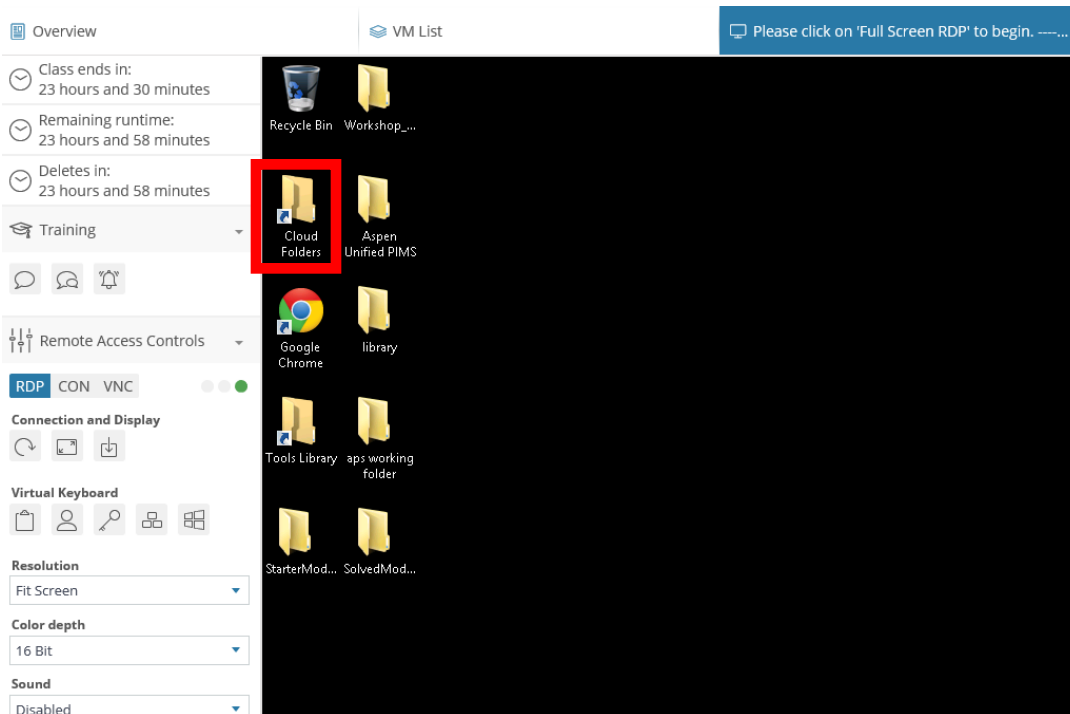 Overview
VM List
Please click on 'Full Screen RDP' to begin. ----...
Class ends in:
23 hours and 30 minutes
Remaining runtime:
23 hours and 58 minutes
Deletes in:
23 hours and 58 minutes
Training
Remote Access Controls
RDP CON VNC
Connection and Display
Virtual Keyboard
Resolution
Fit Screen
Color depth
16 Bit
Sound
Disabled
Recycle Bin
Workshop_...
Cloud
Folders
Aspen
Unified PIMS
Google
Chrome
library
Tools Library
aps working
folder
StarterMod...
SolvedMod...